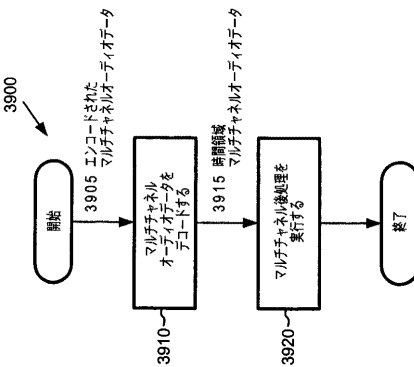 3900
開始
3905 エンコードされた
マルチチャネルオーディオデータ
マルチチャネル
オーディオデータを
デコードする
3910
3915 時間領域
マルチチャネルオーディオデータ
マルチチャネル後処理を
実行する
3920
終了